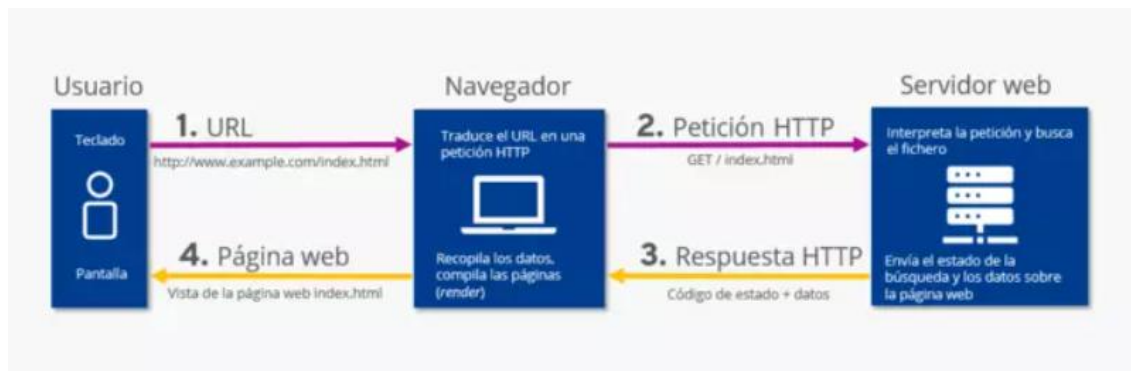 Usuario
Teclado
Pantalla
1. URL
http://www.example.com/index.html
4. Página web
Vista de la página web index.html
Navegador
Traduce el URL en una
petición HTTP
Recopila los datos,
compila las páginas
(render)
2. Petición HTTP
GET / index.html
3. Respuesta HTTP
Código de estado + datos
Servidor web
Interpreta la petición y busca
el fichero
Envía el estado de la
búsqueda y los datos sobre
la página web